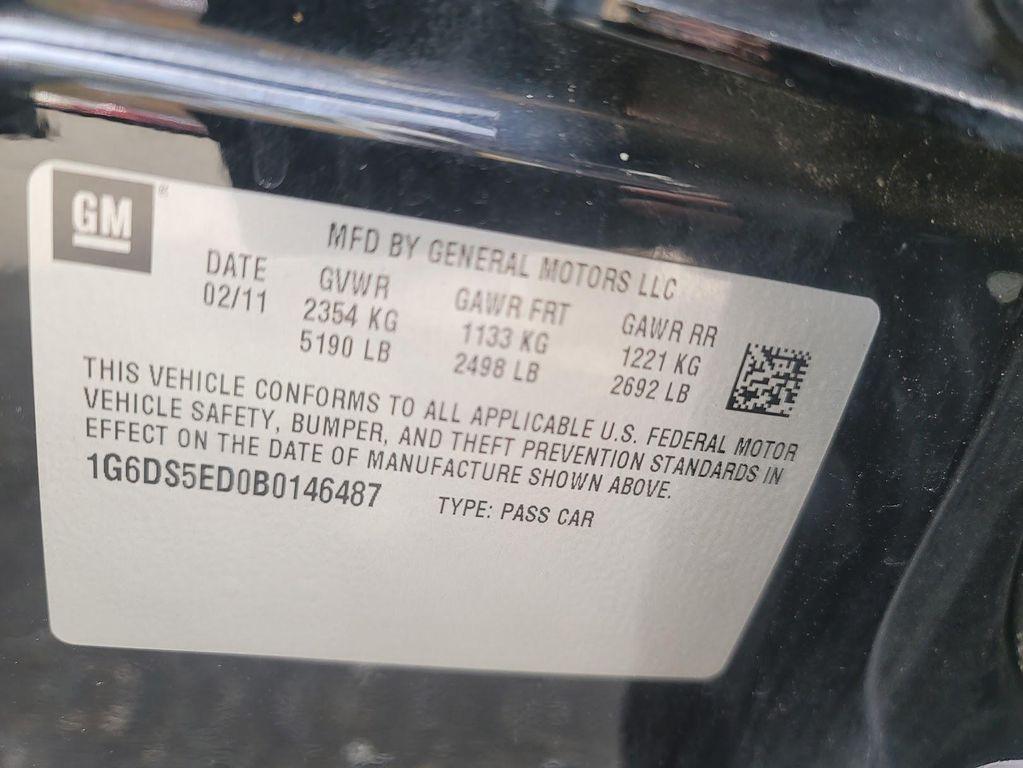 GM
®
MFD BY GENERAL MOTORS LLC
DATE GVWR GAWR FRT GAWR RR
02/11 2354 KG 1133 KG 1221 KG
5190 LB 2498 LB 2692 LB
THIS VEHICLE CONFORMS TO ALL APPLICABLE U.S. FEDERAL MOTOR
VEHICLE SAFETY, BUMPER, AND THEFT PREVENTION STANDARDS IN
EFFECT ON THE DATE OF MANUFACTURE SHOWN ABOVE.
1G6DS5ED0B0146487 TYPE: PASS CAR